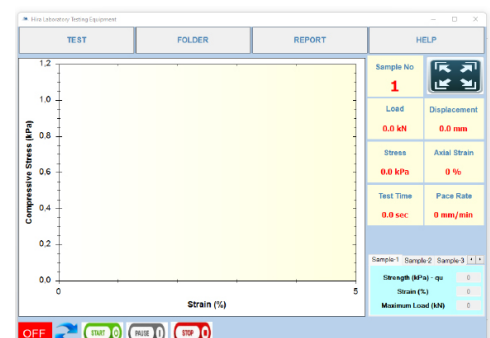 Hira Laboratory Testing Equipment
TEST FOLDER REPORT HELP
Sample No
1
Load Displacement
0.0 kN 0.0 mm
Stress Axial Strain
0.0 kPa 0 %
Test Time Pace Rate
0.0 sec 0 mm/min
Sample-1 Sample-2 Sample-3
Strength (kPa) - qu 0
Strain (%) 0
Maximum Load (kN) 0
Compressive Stress (kPa)
1,2
1,0
0,8
0,6
0,4
0,2
0,0
0 5
Strain (%)
OFF START PAUSE STOP